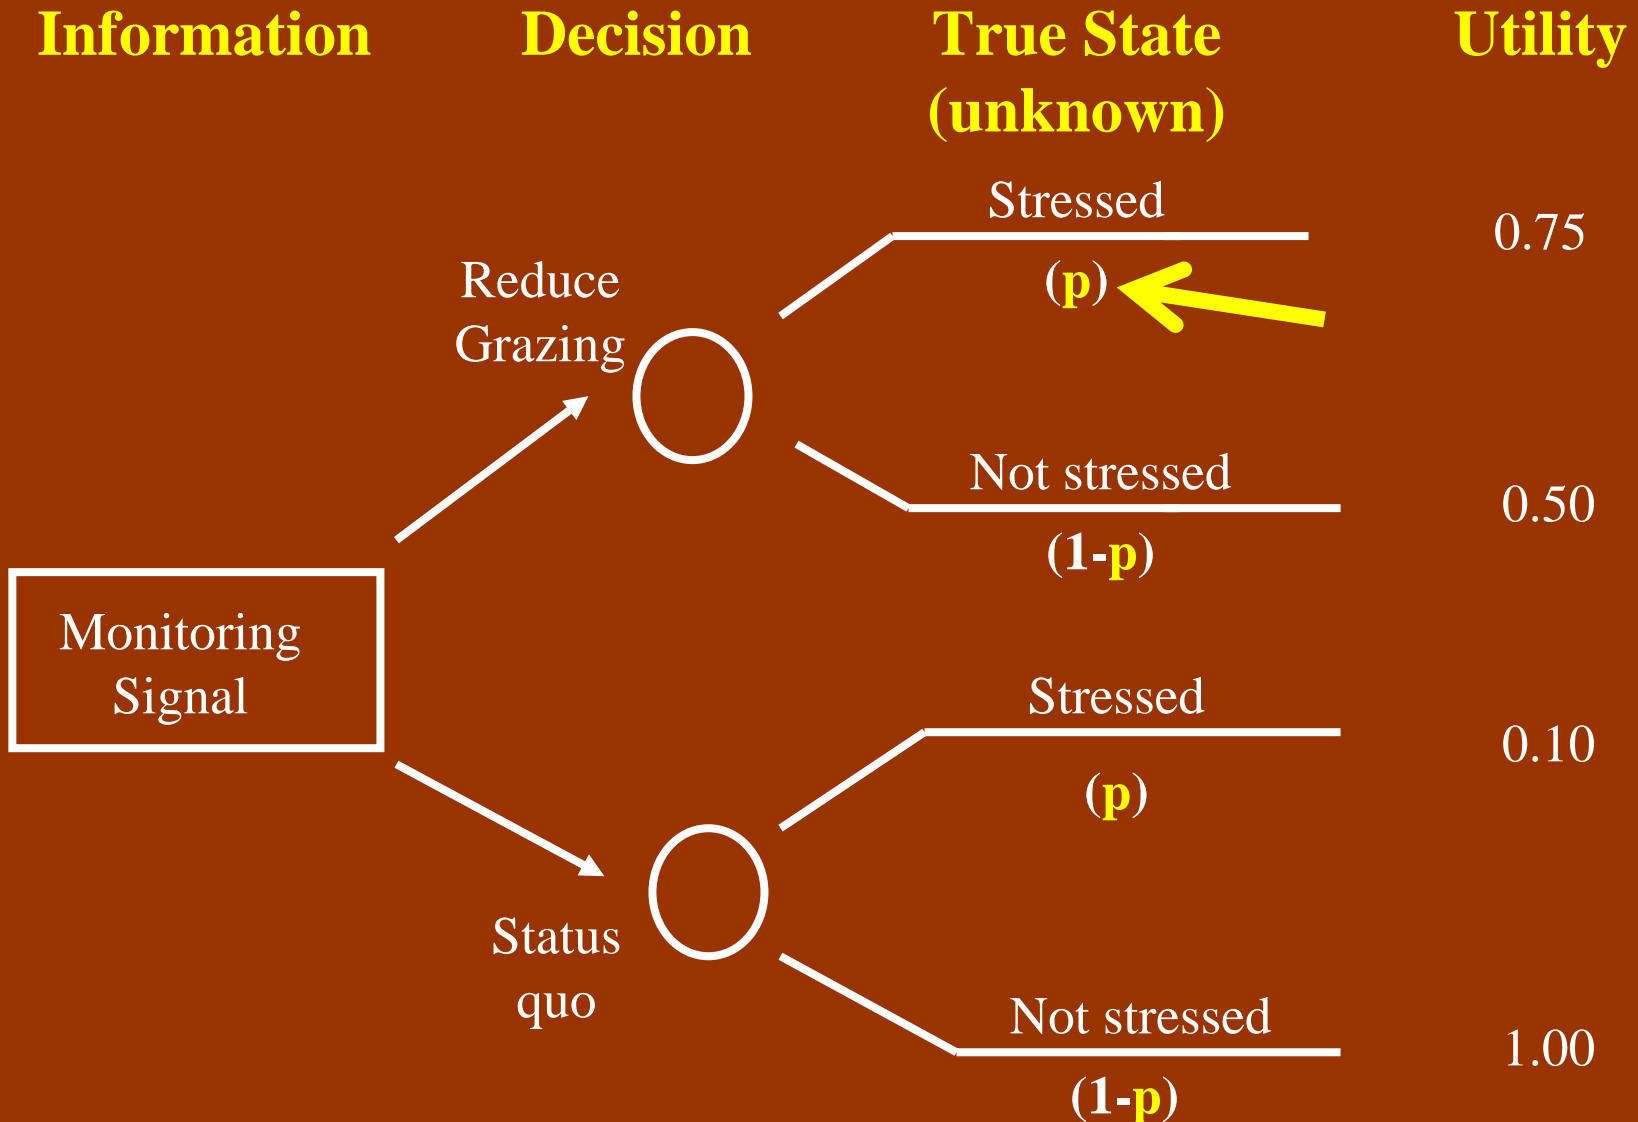 Information Decision True State Utility
(unknown)
Stressed
0.75
Reduce
(p)
Grazing
Not stressed
0.50
(1-p)
Monitoring
Signal
Stressed
0.10
(p)
Status
quo
Not stressed
1.00
(1-p)